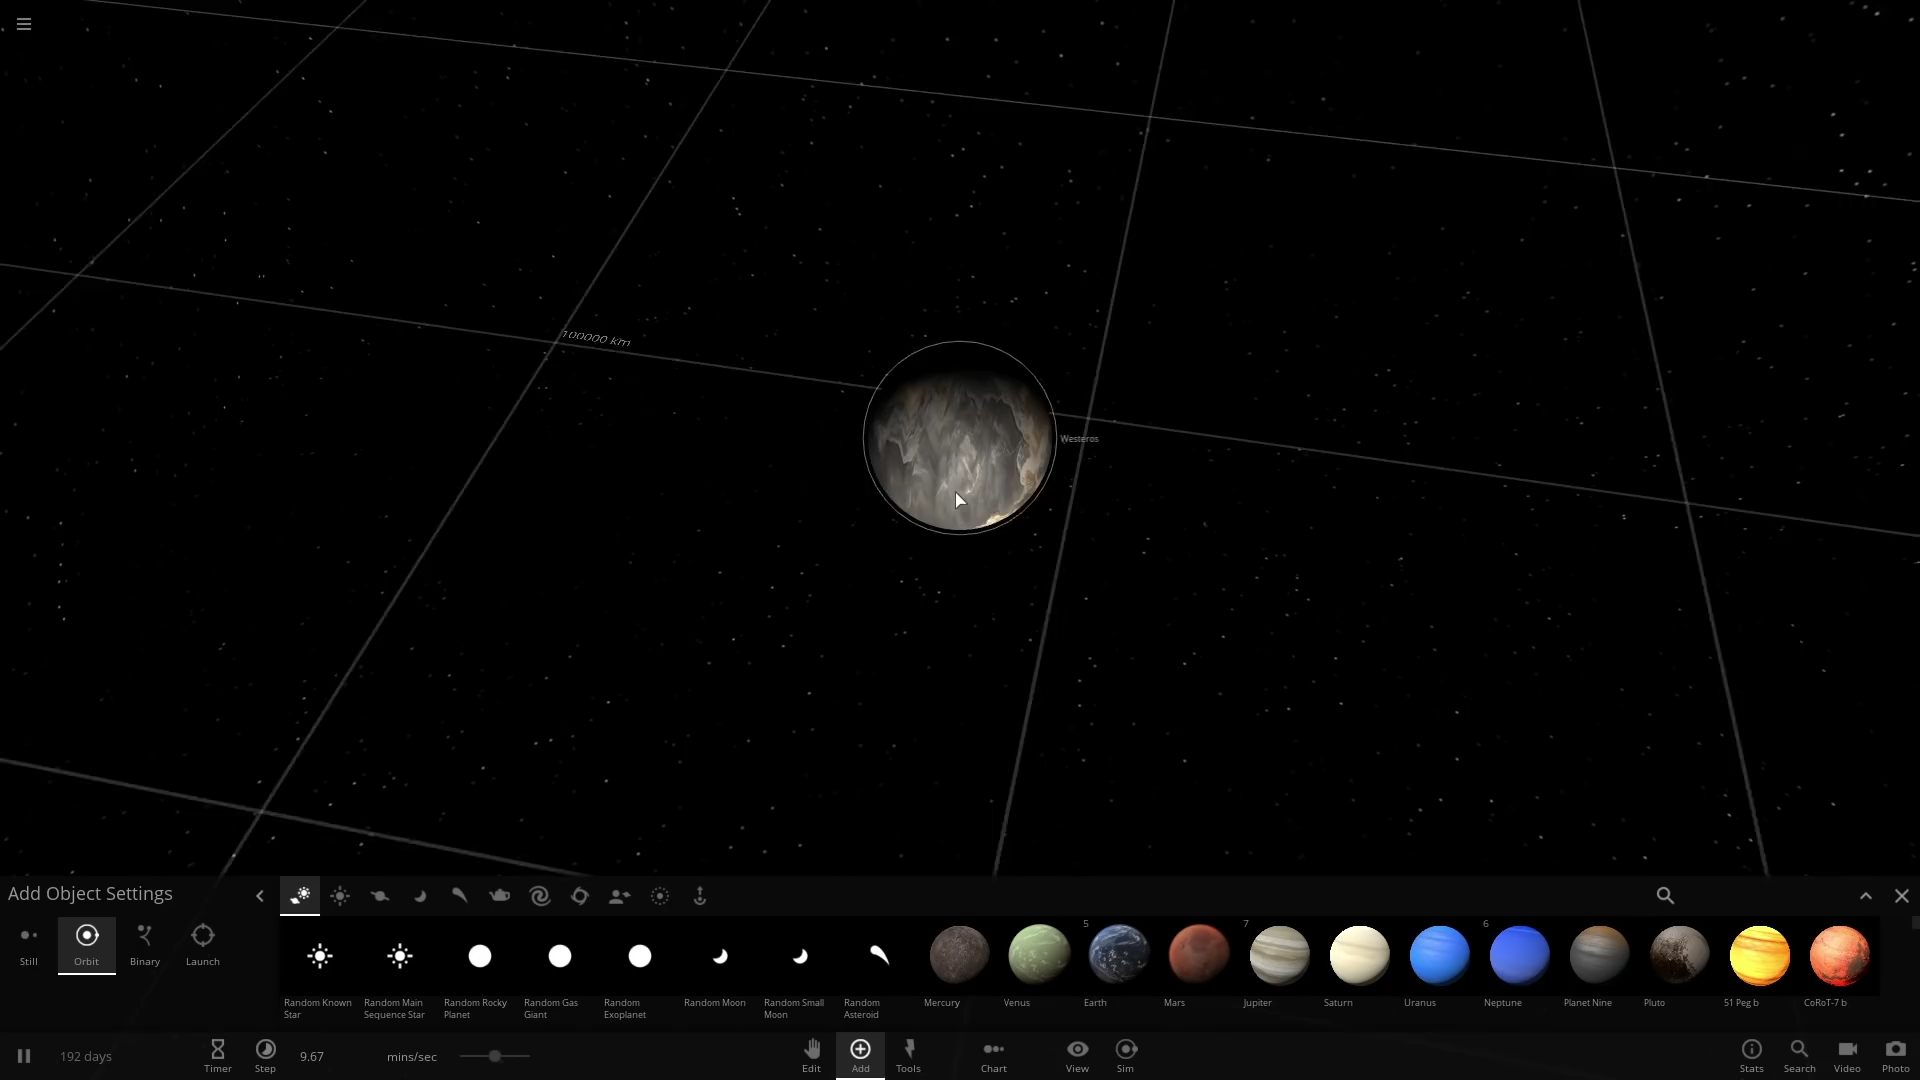 100000 km
Westeros
Add Object Settings
Still
Orbit
Binary
Launch
5
7
6
Random Known
Star
Random Main
Sequence Star
Random Rocky
Planet
Random Gas
Giant
Random
Exoplanet
Random Moon
Random Small
Moon
Random
Asteroid
Mercury
Venus
Earth
Mars
Jupiter
Saturn
Uranus
Neptune
Planet Nine
Pluto
51 Peg b
CoRoT-7 b
192 days
Timer
Step
9.67
mins/sec
Edit
Add
Tools
Chart
View
Sim
Stats
Search
Video
Photo